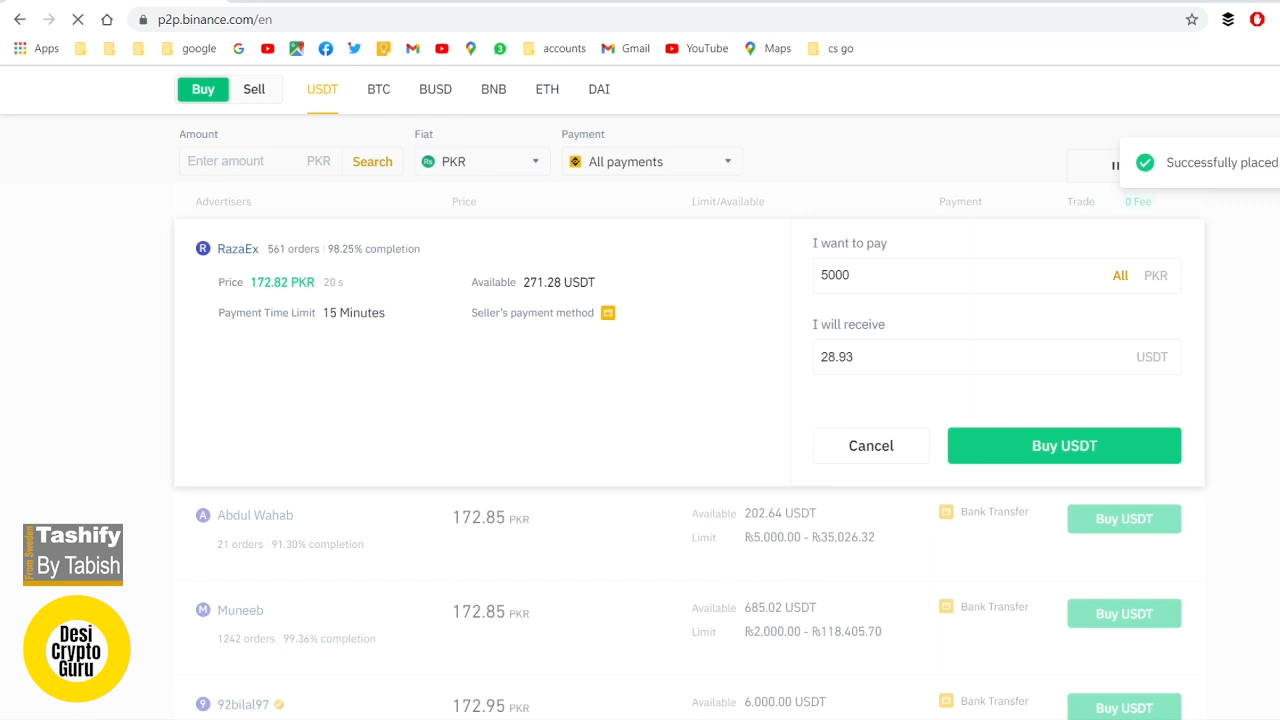 p2p.binance.com/en
Apps google accounts Gmail YouTube Maps cs go
Buy Sell USDT BTC BUSD BNB ETH DAI
Amount Fiat Payment
Enter amount PKR Search PKR All payments
Successfully placed
Advertisers Price Limit/Available Payment Trade 0 Fee
R RazaEx 561 orders 98.25% completion
Price 172.82 PKR 20 s Available 271.28 USDT
Payment Time Limit 15 Minutes Seller's payment method
I want to pay
5000 All PKR
I will receive
28.93 USDT
Cancel Buy USDT
A Abdul Wahab 172.85 PKR Available 202.64 USDT Bank Transfer Buy USDT
21 orders 91.30% completion Limit ₨5,000.00 - ₨35,026.32
M Muneeb 172.85 PKR Available 685.02 USDT Bank Transfer Buy USDT
1242 orders 99.36% completion Limit ₨2,000.00 - ₨118,405.70
9 92bilal97 172.95 PKR Available 6,000.00 USDT Bank Transfer Buy USDT
From Sweden
Tashify
By Tabish
Desi
Crypto
Guru